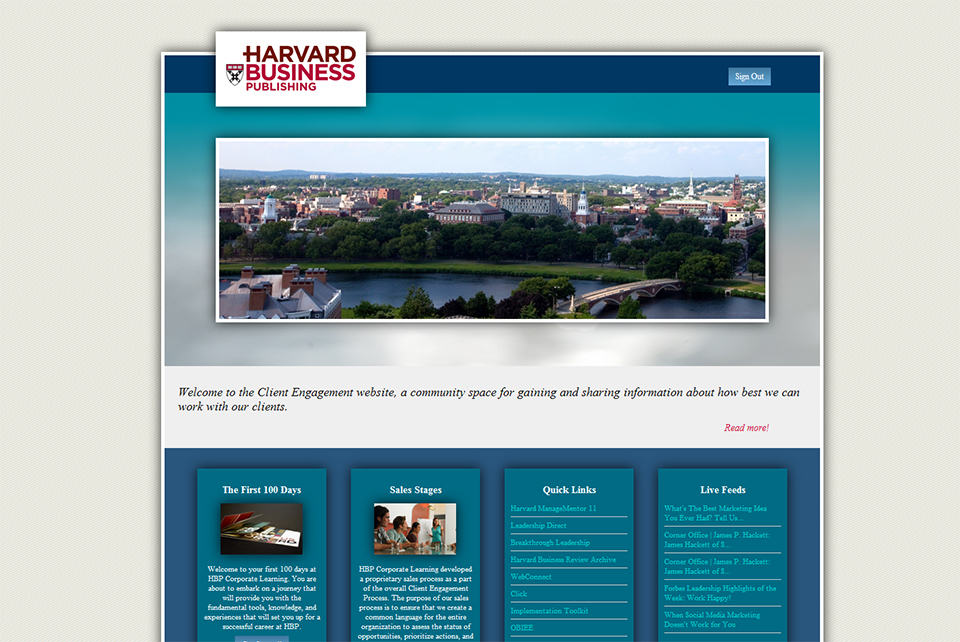 HARVARD
BUSINESS
PUBLISHING
Sign Out
Welcome to the Client Engagement website, a community space for gaining and sharing information about how best we can
work with our clients.
Read more!
The First 100 Days
Welcome to your first 100 days at
HBP Corporate Learning. You are
about to embark on a journey that
will provide you with the
fundamental tools, knowledge, and
experiences that will set you up for a
successful career at HBP.
Sales Stages
HBP Corporate Learning developed
a proprietary sales process as a part
of the overall Client Engagement
Process. The purpose of our sales
process is to ensure that we create a
common language for the entire
organization to assess the status of
opportunities, prioritize actions, and
Quick Links
Harvard ManageMentor 11
Leadership Direct
Breakthrough Leadership
Harvard Business Review Archive
WebConnect
Click
Implementation Toolkit
OBIEE
Live Feeds
What's The Best Marketing Idea
You Ever Had? Tell Us...
Corner Office | James P. Hackett:
James Hackett of S...
Corner Office | James P. Hackett:
James Hackett of S...
Forbes Leadership Highlights of the
Week: Work Happy!
When Social Media Marketing
Doesn't Work for You